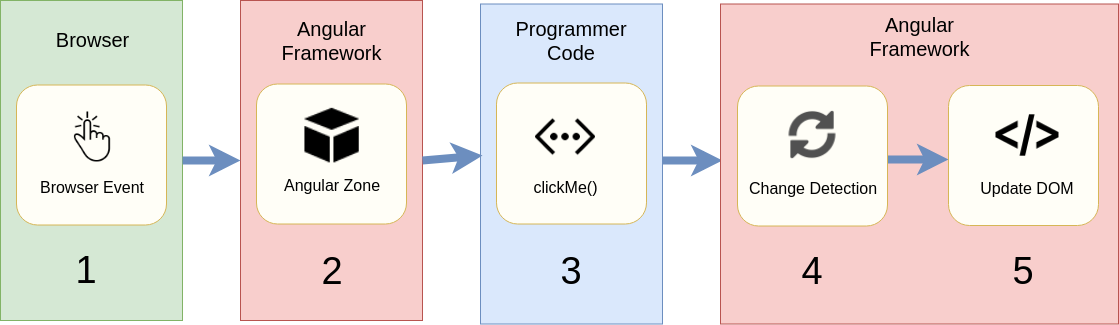 Browser
Browser Event
1
Angular
Framework
Angular Zone
2
Programmer
Code
clickMe()
3
Angular
Framework
Change Detection
4
Update DOM
5